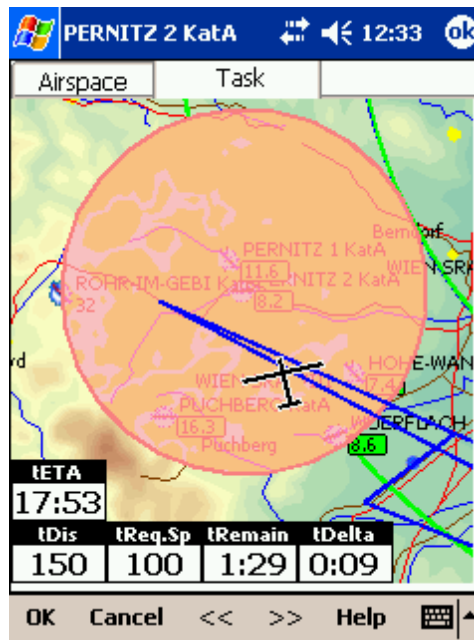 PERNITZ 2 KatA 12:33 ok
Airspace Task
Berndorf
PERNITZ 1 KatA
11.6
WIEN
ROHR-IM-GEBI
PERNITZ 2 KatA
32
8.2
HOHE-WAN
7.4
WIEN
PUCHBERG KatA
16.3
8.6
Puchberg
tETA
17:53
tDis tReq.Sp tRemain tDelta
150 100 1:29 0:09
OK Cancel << >> Help